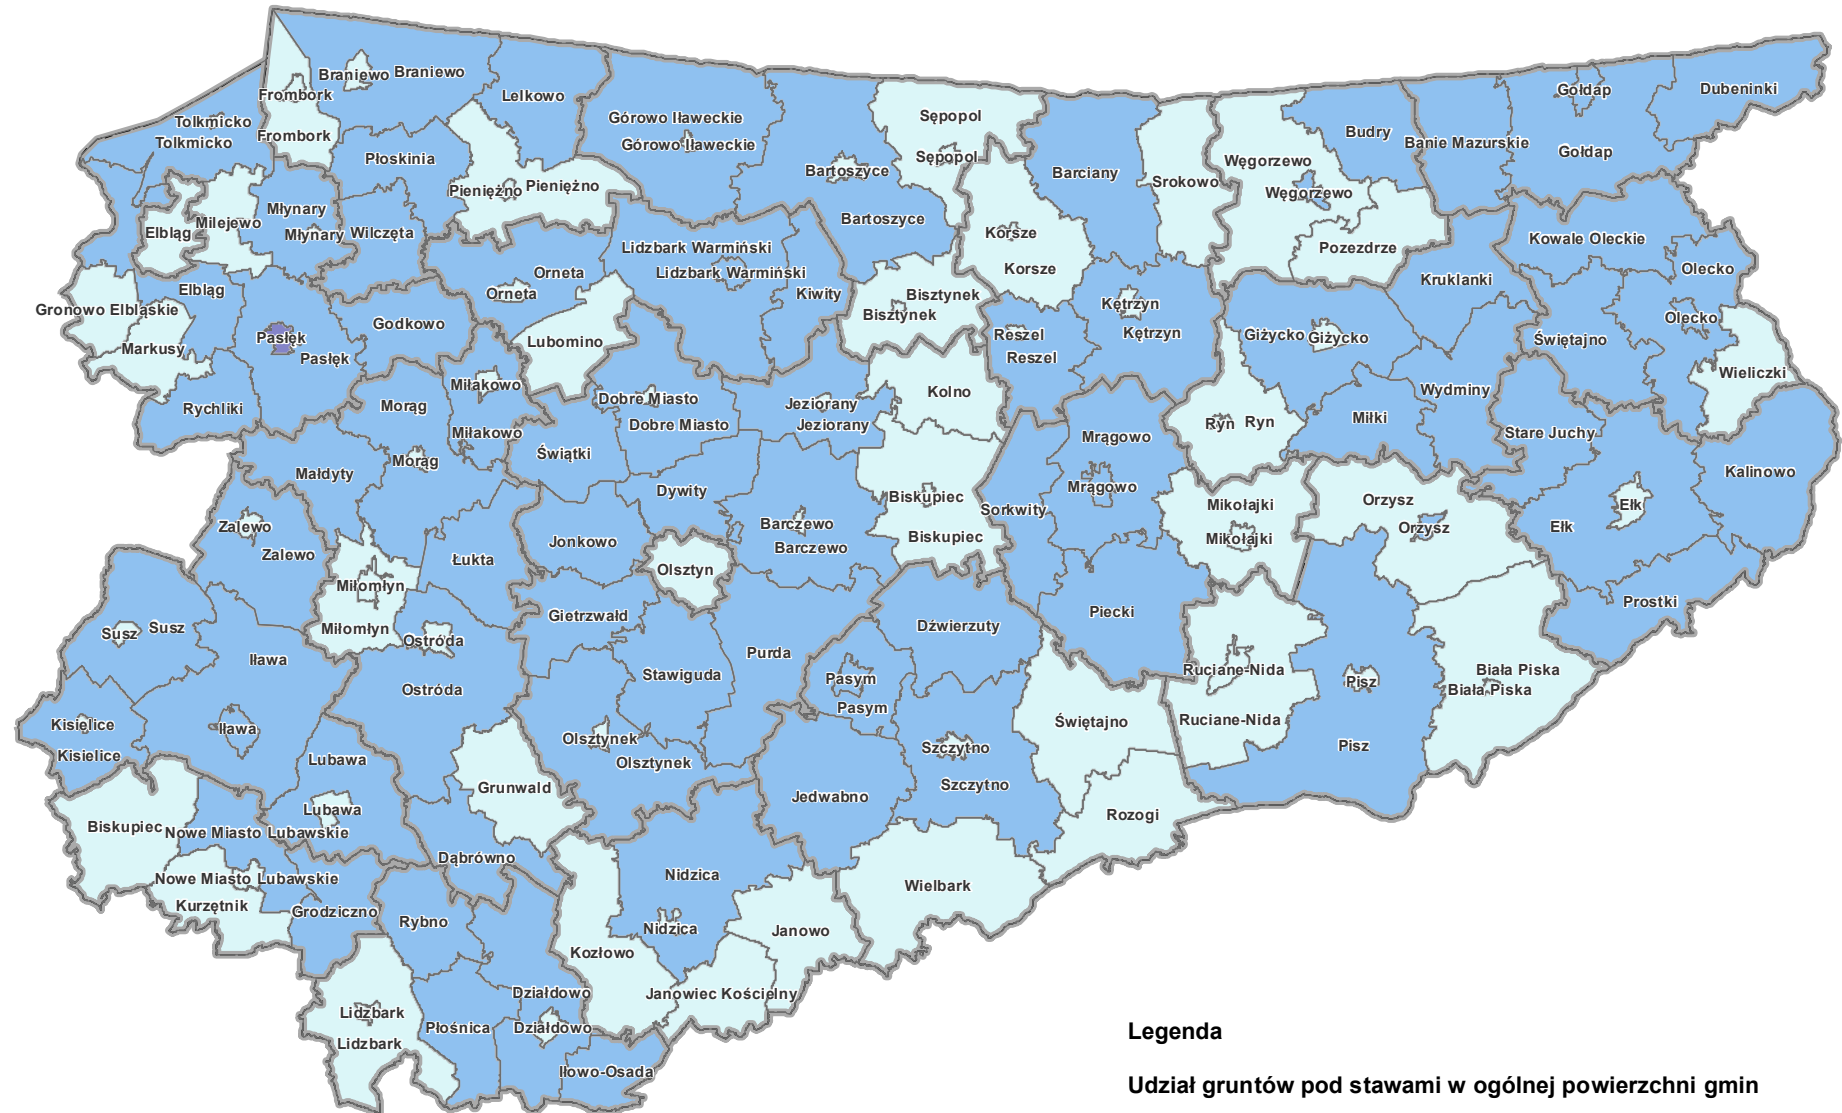 Braniewo Braniewo
Frombork
Lelkowo
Gołdap
Dubeninki
Tolkmicko
Górowo Iławeckie
Sępopol
Frombork
Tolkmicko
Górowo Iławeckie
Budry
Banie Mazurskie
Gołdap
Płoskinia
Sępopol
Węgorzewo
Bartoszyce
Barciany
Srokowo
Pieniężno Pieniężno
Węgorzewo
Młynary
Milejewo
Bartoszyce
Elbląg
Młynary
Wilczęta
Korsze
Kowale Oleckie
Lidzbark Warmiński
Pozezdrze
Orneta
Lidzbark Warmiński
Korsze
Olecko
Kruklanki
Elbląg
Orneta
Kiwity
Bisztynek
Gronowo Elbląskie
Kętrzyn
Bisztynek
Olecko
Godkowo
Pasłęk
Reszel
Kętrzyn
Giżycko Giżycko
Świętajno
Markusy
Lubomino
Pasłęk
Reszel
Wieliczki
Miłakowo
Kolno
Wydminy
Dobre Miasto
Rychliki
Morąg
Jeziorany
Miłki
Ryn Ryn
Dobre Miasto
Jeziorany
Miłakowo
Mrągowo
Stare Juchy
Świątki
Morąg
Małdyty
Kalinowo
Dywity
Mrągowo
Biskupiec
Orzysz
Mikołajki
Ełk
Sorkwity
Zalewo
Barczewo
Orzysz
Ełk
Biskupiec
Mikołajki
Jonkowo
Barczewo
Zalewo
Łukta
Olsztyn
Miłomłyn
Prostki
Piecki
Gietrzwałd
Dźwierzuty
Susz
Susz
Miłomłyn
Ostróda
Purda
Iława
Ruciane-Nida
Biała Piska
Stawiguda
Pasym
Pisz
Ostróda
Biała Piska
Pasym
Ruciane-Nida
Świętajno
Kisielice
Iława
Olsztynek
Szczytno
Pisz
Kisielice
Lubawa
Olsztynek
Grunwald
Szczytno
Jedwabno
Lubawa
Rozogi
Biskupiec
Nowe Miasto Lubawskie
Dąbrówno
Nidzica
Nowe Miasto Lubawskie
Wielbark
Kurzętnik
Grodziczno
Rybno
Nidzica
Janowo
Kozłowo
Działdowo
Janowiec Kościelny
Lidzbark
Płośnica
Działdowo
Lidzbark
Iłowo-Osada
Legenda
Udział gruntów pod stawami w ogólnej powierzchni gmin